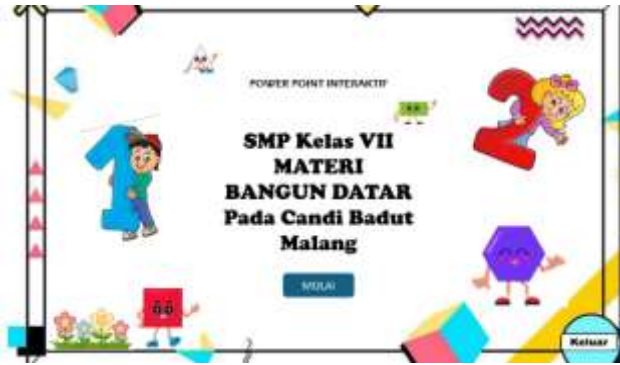 POWER POINT INTERAKTIF
SMP Kelas VII
MATERI
BANGUN DATAR
Pada Candi Badut
Malang
MULAI
Keluar